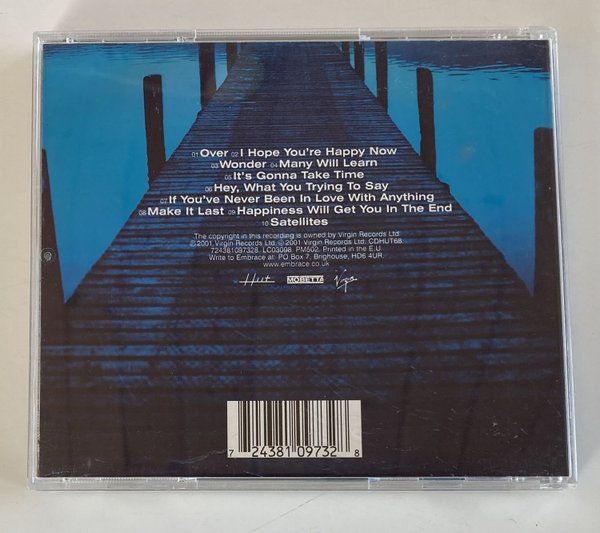 01 Over 02 I Hope You're Happy Now
03 Wonder 04 Many Will Learn
05 It's Gonna Take Time
06 Hey, What You Trying To Say
07 If You've Never Been In Love With Anything
08 Make It Last 09 Happiness Will Get You In The End
10 Satellites
The copyright in this recording is owned by Virgin Records Ltd.
℗2001 Virgin Records Ltd. ©2001 Virgin Records Ltd. CDHUT68.
724381097328. LC03098. PM502. Printed in the E.U.
Write to Embrace at: PO Box 7, Brighouse, HD6 4UR.
www.embrace.co.uk
Hut MOBETTA Virgin
7 24381 09732 8